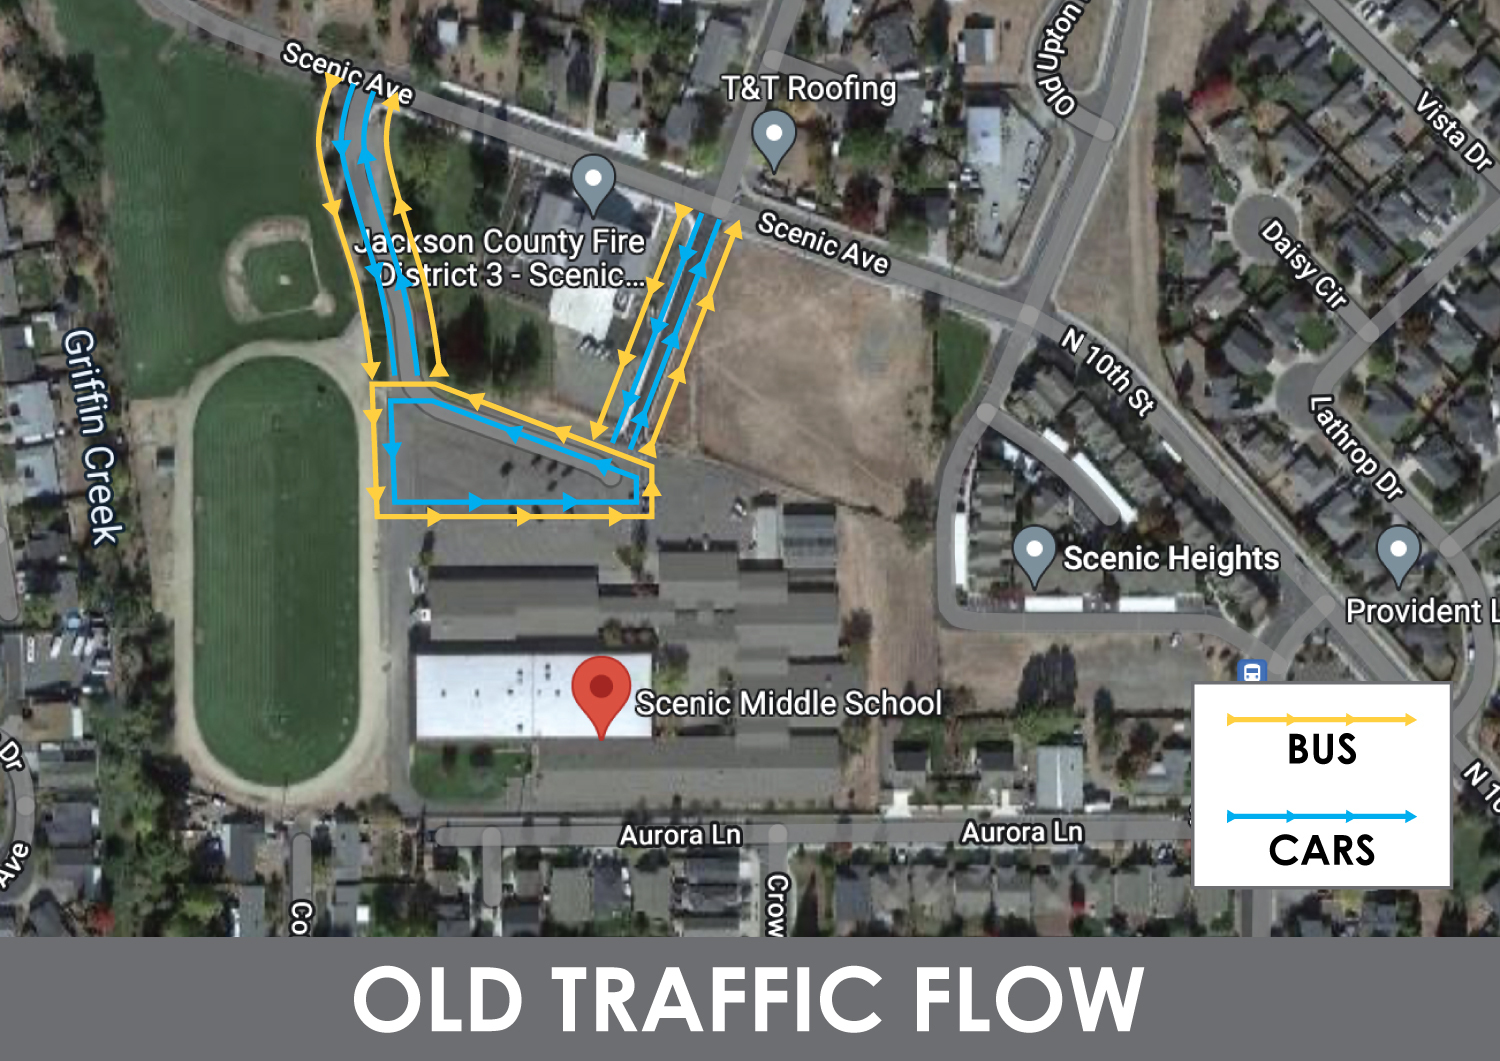 Scenic Ave
T&T Roofing
Old Upton
Vista Dr
Jackson County Fire
District 3 - Scenic...
Scenic Ave
Daisy Cir
Griffin Creek
N 10th St
Lathrop Dr
Scenic Heights
Provident L
Scenic Middle School
BUS
CARS
Dr
N 10
Aurora Ln
Aurora Ln
Ave
Co
Crow
OLD TRAFFIC FLOW